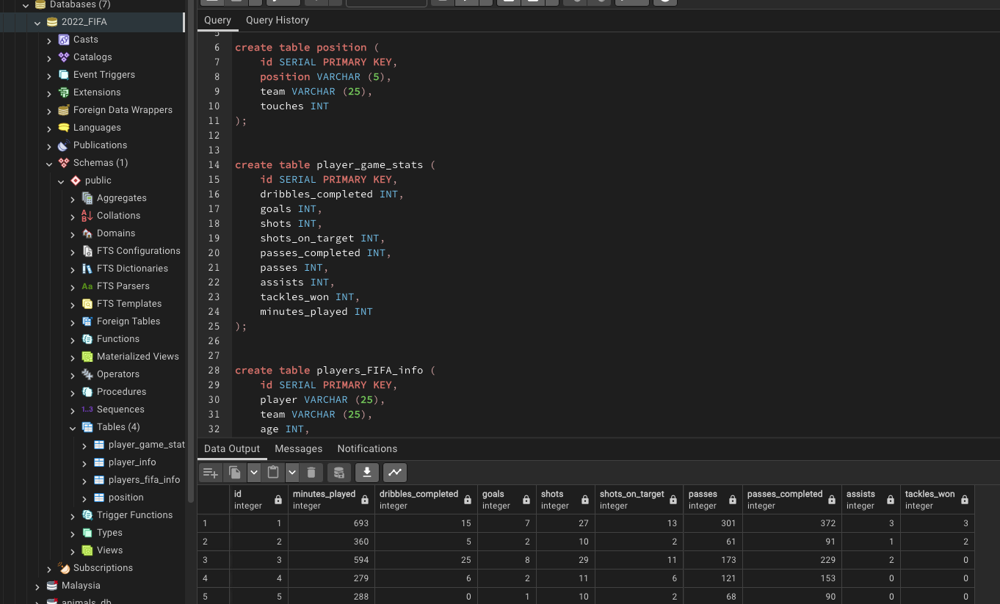 Databases (7)
2022_FIFA
Casts
Catalogs
Event Triggers
Extensions
Foreign Data Wrappers
Languages
Publications
Schemas (1)
public
Aggregates
Collations
Domains
FTS Configurations
FTS Dictionaries
Aa FTS Parsers
FTS Templates
Foreign Tables
Functions
Materialized Views
Operators
Procedures
1..3 Sequences
Tables (4)
player_game_stat
player_info
players_fifa_info
position
Trigger Functions
Types
Views
Subscriptions
Malaysia
animals_db
Query Query History
5
6 create table position (
7 id SERIAL PRIMARY KEY,
8 position VARCHAR (5),
9 team VARCHAR (25),
10 touches INT
11 );
12
13
14 create table player_game_stats (
15 id SERIAL PRIMARY KEY,
16 dribbles_completed INT,
17 goals INT,
18 shots INT,
19 shots_on_target INT,
20 passes_completed INT,
21 passes INT,
22 assists INT,
23 tackles_won INT,
24 minutes_played INT
25 );
26
27
28 create table players_FIFA_info (
29 id SERIAL PRIMARY KEY,
30 player VARCHAR (25),
31 team VARCHAR (25),
32 age INT,
Data Output Messages Notifications
id minutes_played dribbles_completed goals shots shots_on_target passes passes_completed assists tackles_won
integer integer integer integer integer integer integer integer integer integer
1 1 693 15 7 27 13 301 372 3 3
2 2 360 5 2 10 2 61 91 1 2
3 3 594 25 8 29 11 173 229 2 0
4 4 279 6 2 11 6 121 153 0 0
5 5 288 0 1 10 2 68 90 0 0